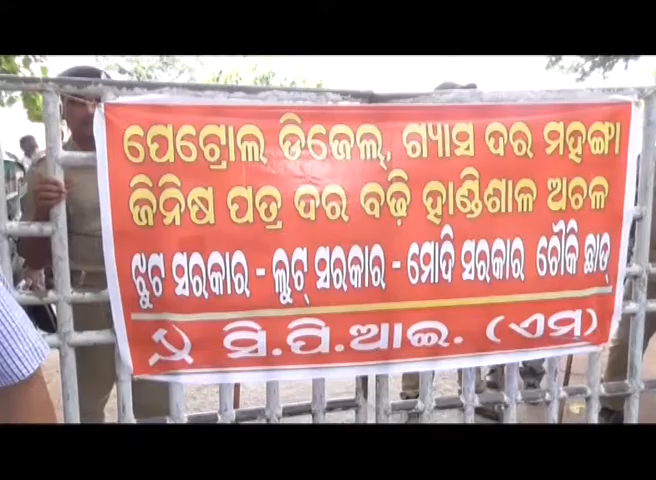 ପେଟ୍ରୋଲ ଡିଜେଲ୍, ଗ୍ୟାସ ଦର ମହଙ୍ଗା
ଜିନିଷ ପତ୍ର ଦର ବଢ଼ି ହାଣ୍ଡିଶାଳ ଅଚଳ
ଝୁଟ ସରକାର - ଲୁଟ୍ ସରକାର - ମୋଦି ସରକାର ଚୌକି ଛାଡ଼
ସି . ପି . ଆଇ . (ଏମ)